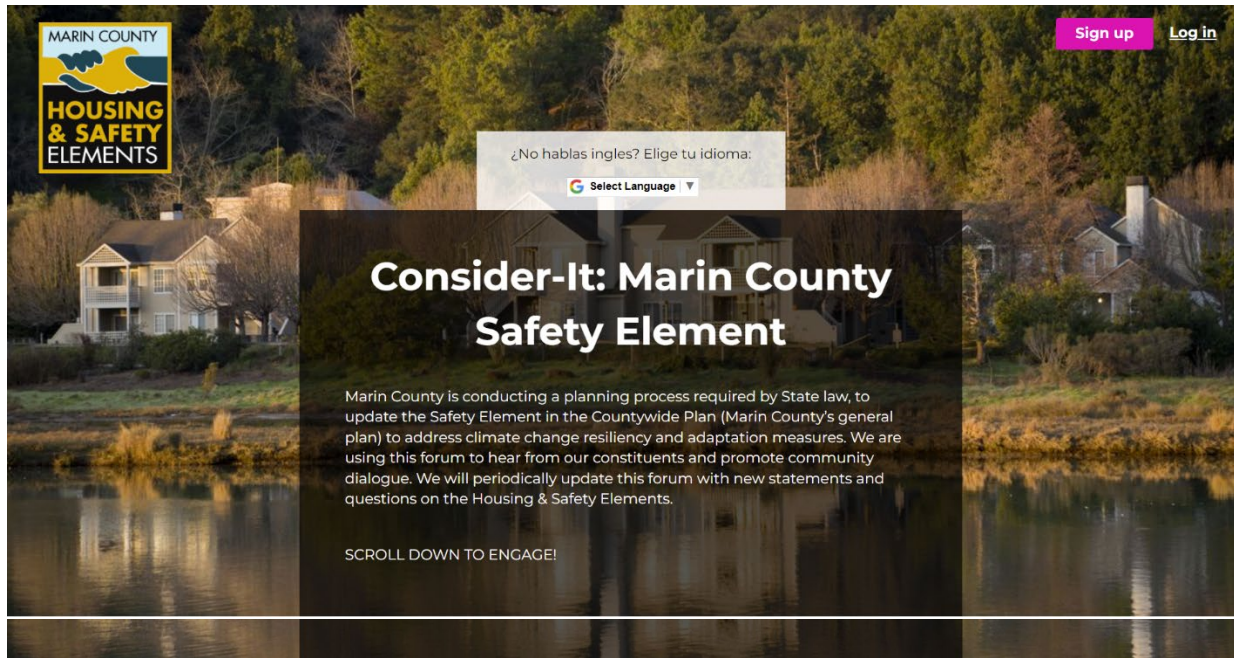 MARIN COUNTY
HOUSING
& SAFETY
ELEMENTS
Sign up
Log in
¿No hablas ingles? Elige tu idioma:
Select Language
Consider-It: Marin County
Safety Element
Marin County is conducting a planning process required by State law, to
update the Safety Element in the Countywide Plan (Marin County’s general
plan) to address climate change resiliency and adaptation measures. We are
using this forum to hear from our constituents and promote community
dialogue. We will periodically update this forum with new statements and
questions on the Housing & Safety Elements.
SCROLL DOWN TO ENGAGE!